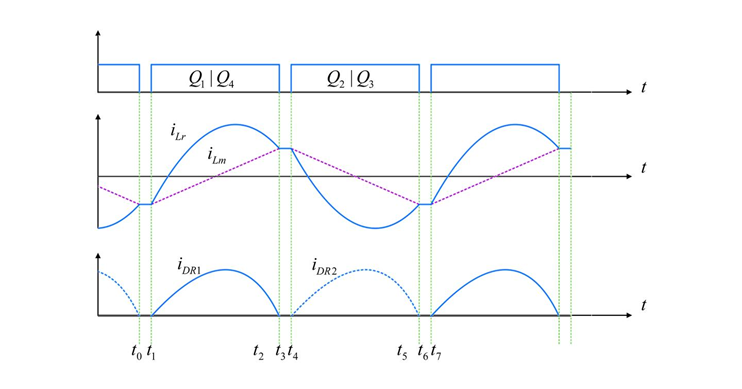 Q1 | Q4 Q2 | Q3 t
iLr
iLm t
iDR1 iDR2 t
t0 t1 t2 t3 t4 t5 t6 t7